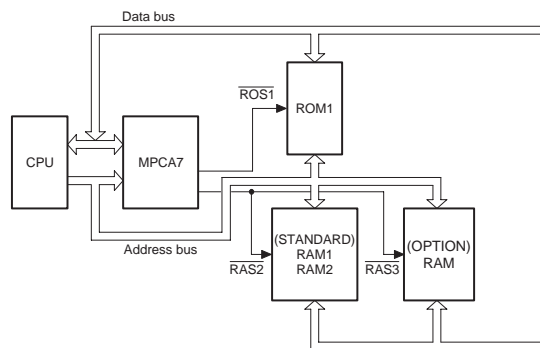 Data bus
ROS1
ROM1
CPU
MPCA7
Address bus
RAS2
(STANDARD)
RAM1
RAM2
RAS3
(OPTION)
RAM